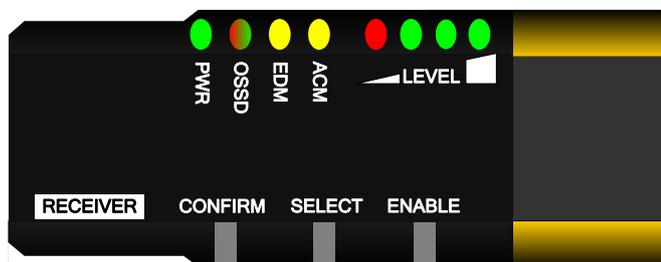 PWR
OSSD
EDM
ACM
LEVEL
RECEIVER
CONFIRM
SELECT
ENABLE